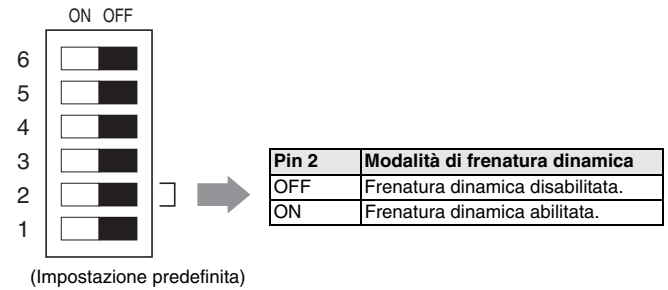 ON OFF
6
5
4
3
2
1
(Impostazione predefinita)
Pin 2 Modalità di frenatura dinamica
OFF Frenatura dinamica disabilitata.
ON Frenatura dinamica abilitata.